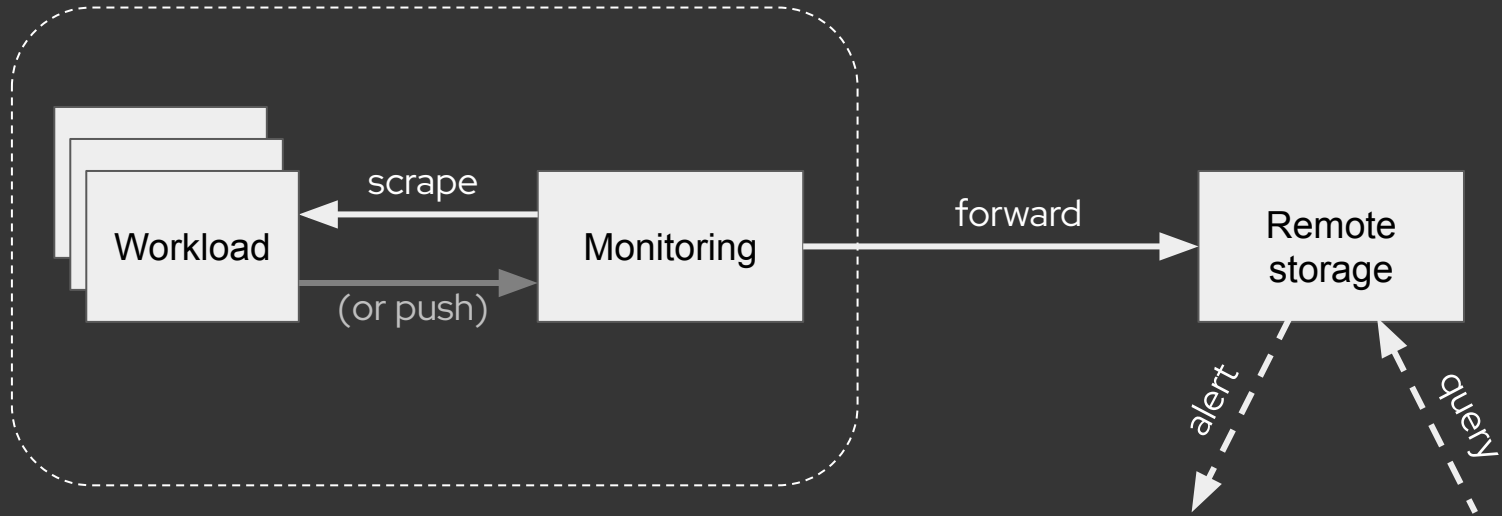 scrape
Workload
(or push)
Monitoring
forward
Remote
storage
alert
query